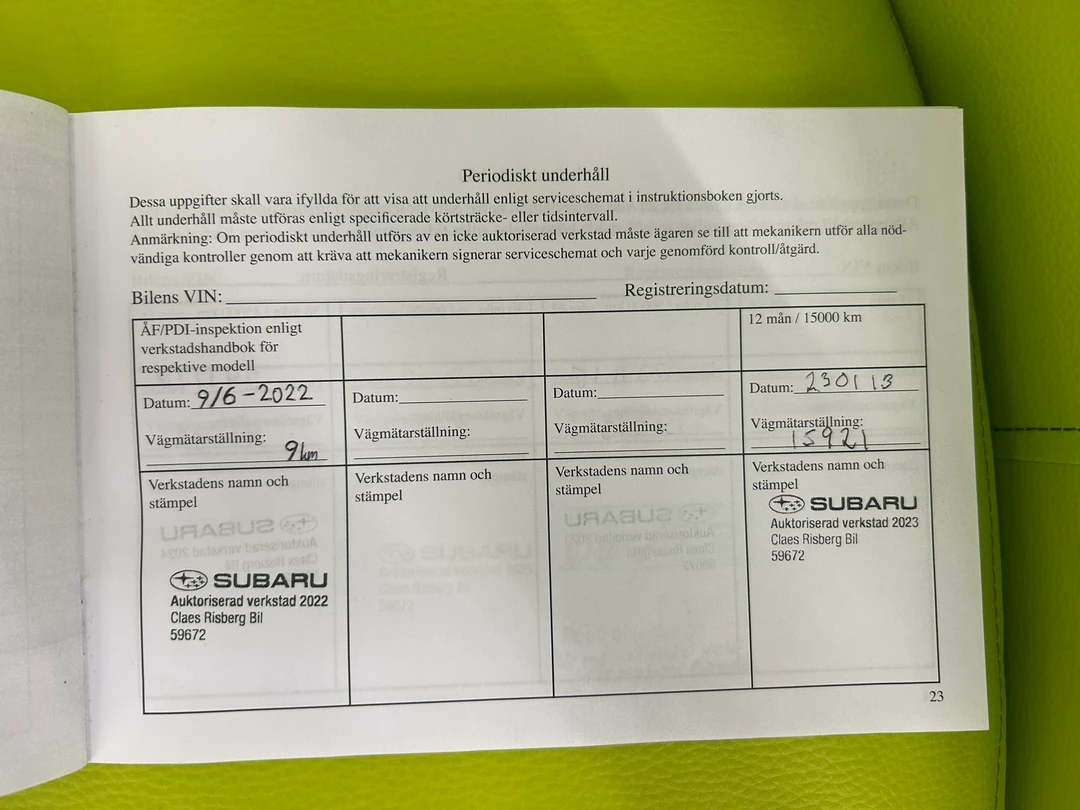 Periodiskt underhåll
Dessa uppgifter skall vara ifyllda för att visa att underhåll enligt serviceschemat i instruktionsboken gjorts.
Allt underhåll måste utföras enligt specificerade körtsträcke- eller tidsintervall.
Anmärkning: Om periodiskt underhåll utförs av en icke auktoriserad verkstad måste ägaren se till att mekanikern utför alla nöd-
vändiga kontroller genom att kräva att mekanikern signerar serviceschemat och varje genomförd kontroll/åtgärd.
Bilens VIN: Registreringsdatum:
ÅF/PDI-inspektion enligt
verkstadshandbok för
respektive modell
Datum: 9/6-2022
Vägmätarställning:
9km
Verkstadens namn och
stämpel
SUBARU
Auktoriserad verkstad 2022
Claes Risberg Bil
59672
Datum:
Vägmätarställning:
Verkstadens namn och
stämpel
Datum:
Vägmätarställning:
Verkstadens namn och
stämpel
12 mån / 15000 km
Datum: 230113
Vägmätarställning:
15921
Verkstadens namn och
stämpel
SUBARU
Auktoriserad verkstad 2023
Claes Risberg Bil
59672
23